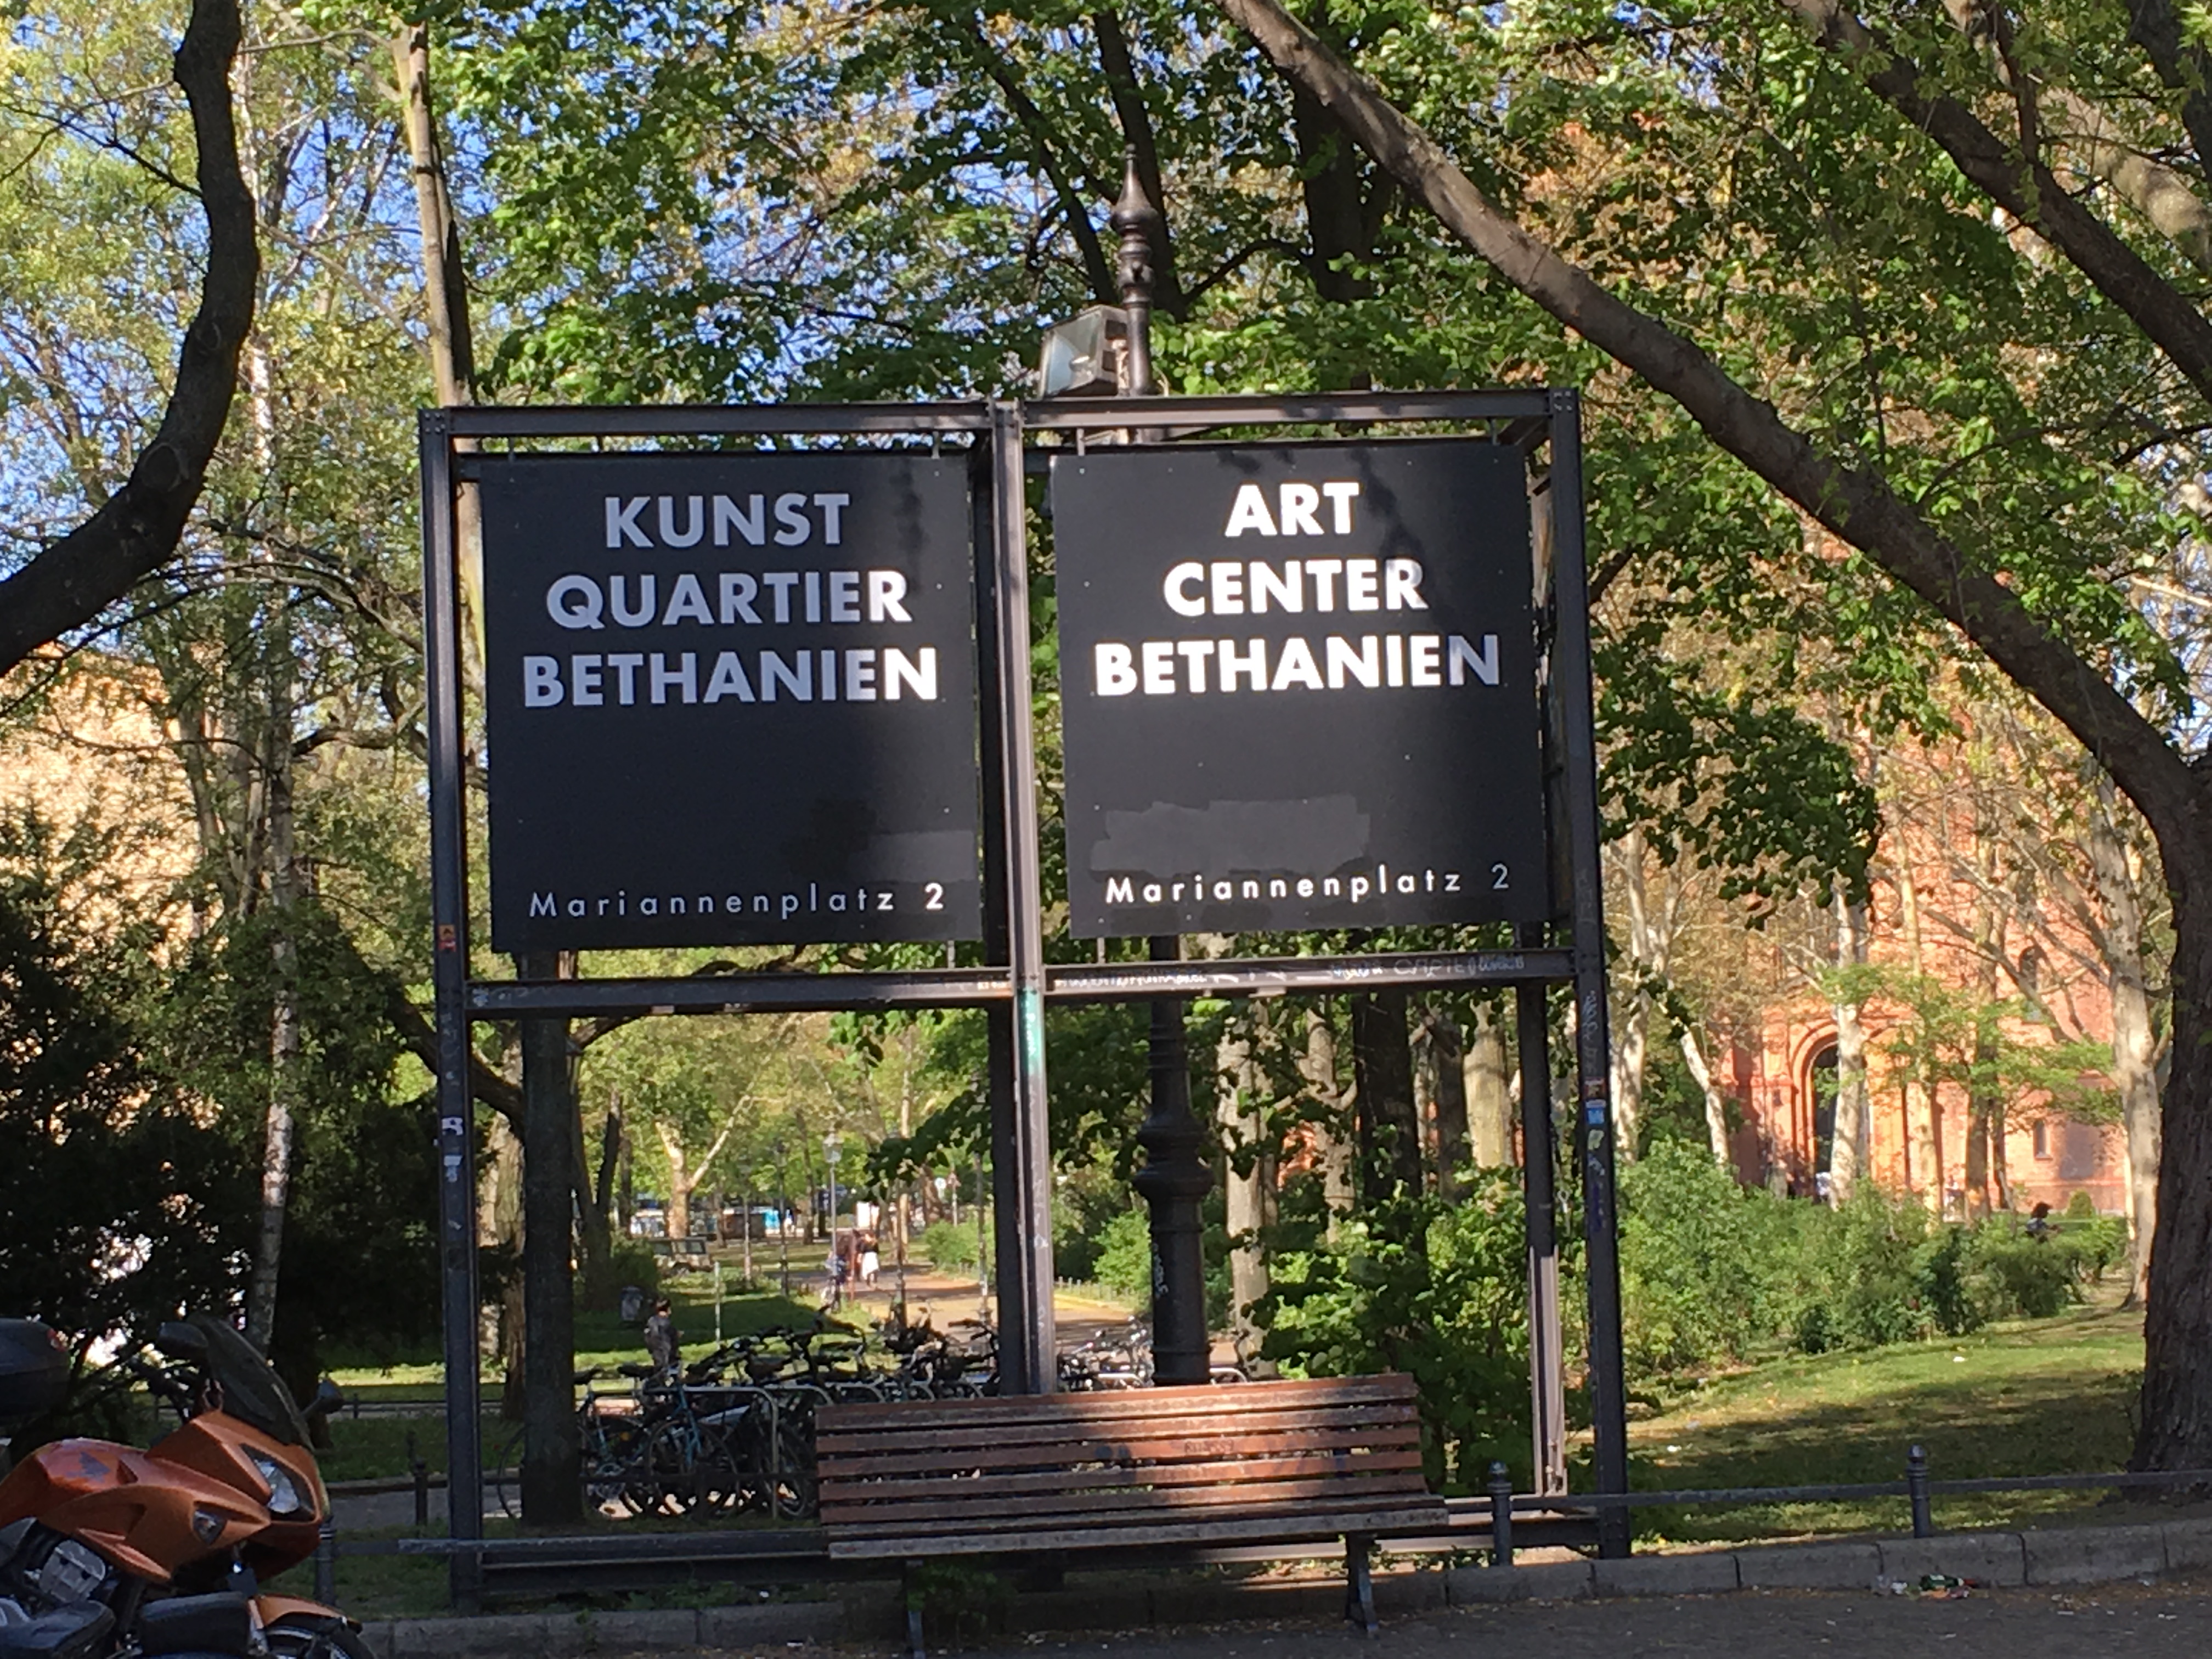 KUNST
QUARTIER
BETHANIEN
Mariannenplatz 2
ART
CENTER
BETHANIEN
Mariannenplatz 2